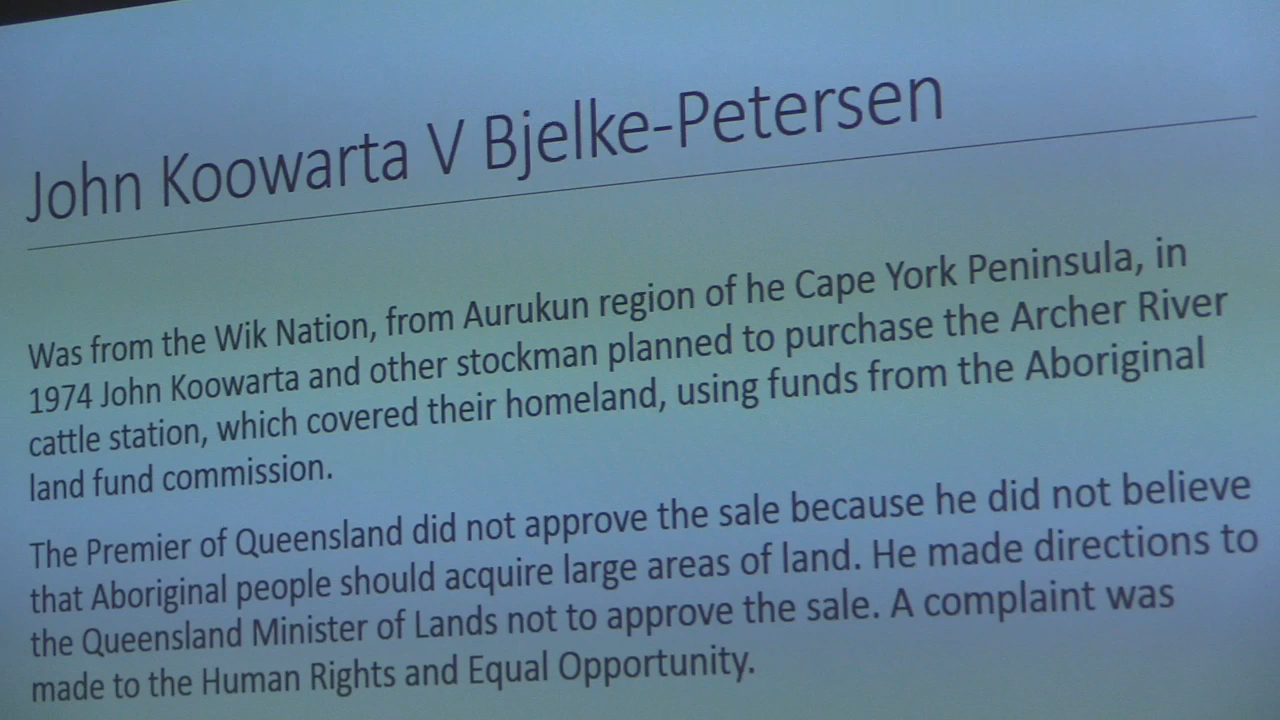 John Koowarta V Bjelke-Petersen
Was from the Wik Nation, from Aurukun region of he Cape York Peninsula, in
1974 John Koowarta and other stockman planned to purchase the Archer River
cattle station, which covered their homeland, using funds from the Aboriginal
land fund commission.
The Premier of Queensland did not approve the sale because he did not believe
that Aboriginal people should acquire large areas of land. He made directions to
the Queensland Minister of Lands not to approve the sale. A complaint was
made to the Human Rights and Equal Opportunity.